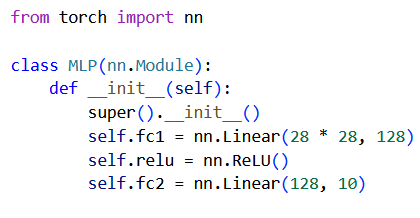 from torch import nn

class MLP(nn.Module):
    def __init__(self):
        super().__init__()
        self.fc1 = nn.Linear(28 * 28, 128)
        self.relu = nn.ReLU()
        self.fc2 = nn.Linear(128, 10)